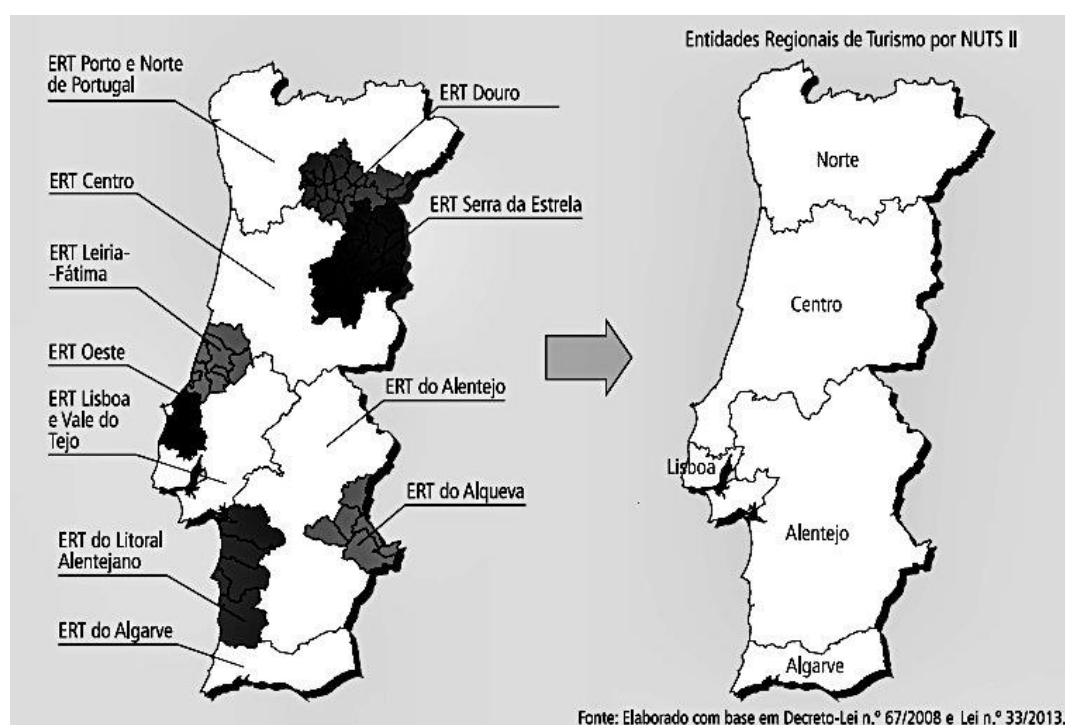 ERT Porto e Norte
de Portugal
ERT Douro
ERT Centro
ERT Serra da Estrela
ERT Leiria-
-Fátima
ERT Oeste
ERT Lisboa
e Vale do
Tejo
ERT do Alentejo
ERT do Alqueva
ERT do Litoral
Alentejano
ERT do Algarve
Entidades Regionais de Turismo por NUTS II
Norte
Centro
Lisboa
Alentejo
Algarve
Fonte: Elaborado com base em Decreto-Lei n.º 67/2008 e Lei n.º 33/2013.